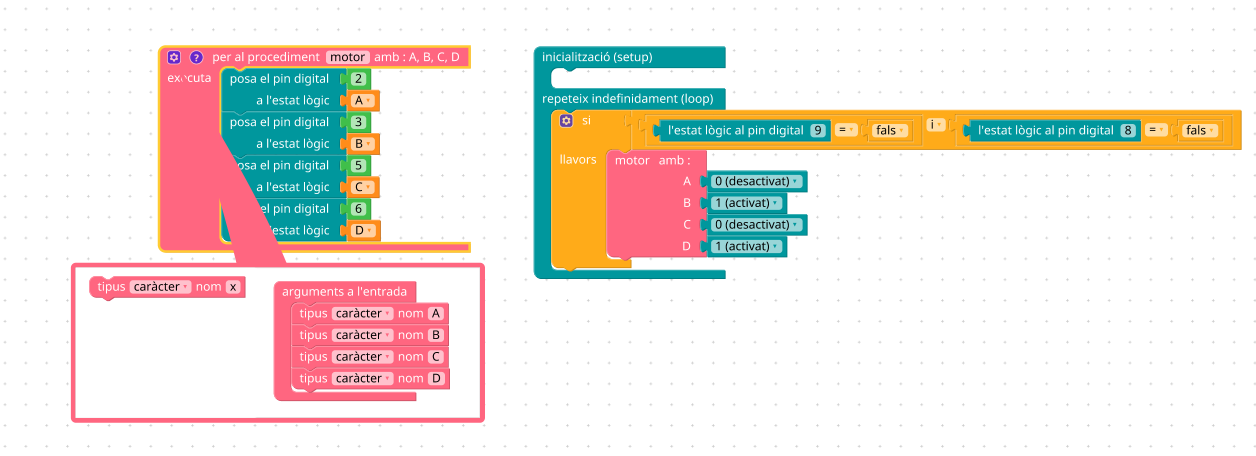 ? per al procediment motor amb : A, B, C, D
posa el pin digital 2
a l'estat lògic A
posa el pin digital 3
a l'estat lògic B
osa el pin digital 5
a l'estat lògic C
el pin digital 6
estat lògic D
tipus caràcter nom x
arguments a l'entrada
tipus caràcter nom A
tipus caràcter nom B
tipus caràcter nom C
tipus caràcter nom D
inicialització (setup)
repeteix indefinidament (loop)
si l'estat lògic al pin digital 9 = fals i l'estat lògic al pin digital 8 = fals
llavors motor amb :
A 0 (desactivat)
B 1 (activat)
C 0 (desactivat)
D 1 (activat)